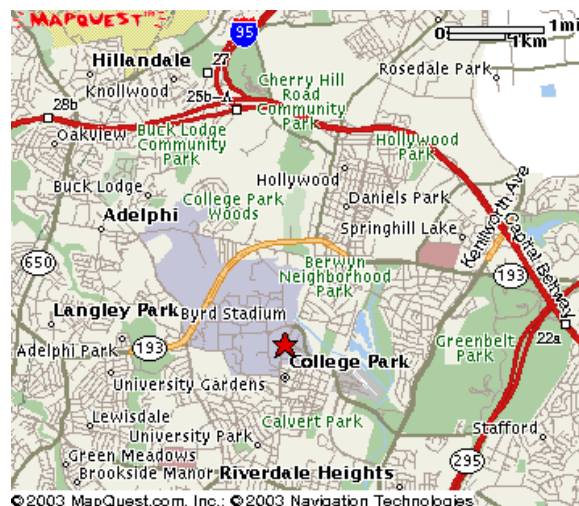 MAPQUEST
95
0 1mi
1km
Hillandale
27
Rosedale Park
Knollwood
25b-A
Cherry Hill
Road
Community
Park
28b
Oakview
Buck Lodge
Community
Park
Hollywood
Park
Hollywood
Buck Lodge
College Park
Woods
Daniels Park
Adelphi
Springhill Lake
Kenilworth Ave
Capital Beltway
650
Berwyn
Neighborhood
Park
193
Langley Park
Byrd Stadium
22a
Greenbelt
Park
Adelphi Park
193
College Park
University Gardens
Lewisdale
Calvert Park
Stafford
University Park
Green Meadows
Brookside Manor
Riverdale Heights
295
©2003 MapQuest.com, Inc.; ©2003 Navigation Technologies